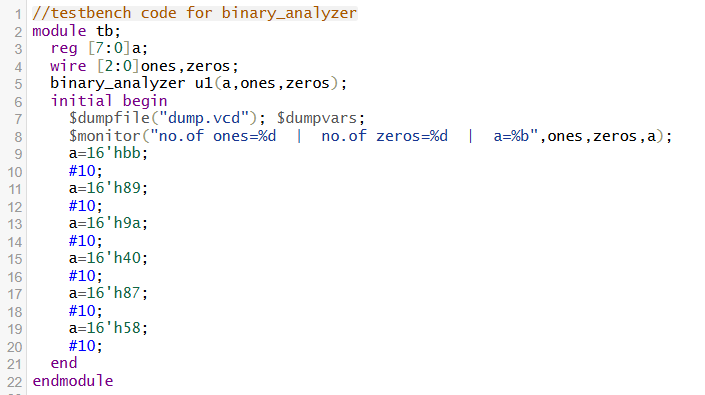 1 //testbench code for binary_analyzer
2 module tb;
3 reg [7:0]a;
4 wire [2:0]ones,zeros;
5 binary_analyzer u1(a,ones,zeros);
6 initial begin
7 $dumpfile("dump.vcd"); $dumpvars;
8 $monitor("no.of ones=%d | no.of zeros=%d | a=%b",ones,zeros,a);
9 a=16'hbb;
10 #10;
11 a=16'h89;
12 #10;
13 a=16'h9a;
14 #10;
15 a=16'h40;
16 #10;
17 a=16'h87;
18 #10;
19 a=16'h58;
20 #10;
21 end
22 endmodule